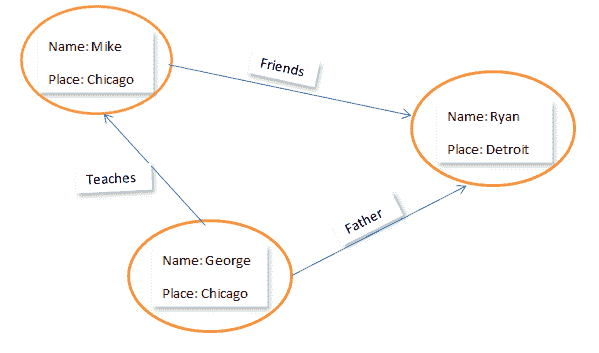 Name: Mike
Place: Chicago
Friends
Name: Ryan
Place: Detroit
Teaches
Father
Name: George
Place: Chicago